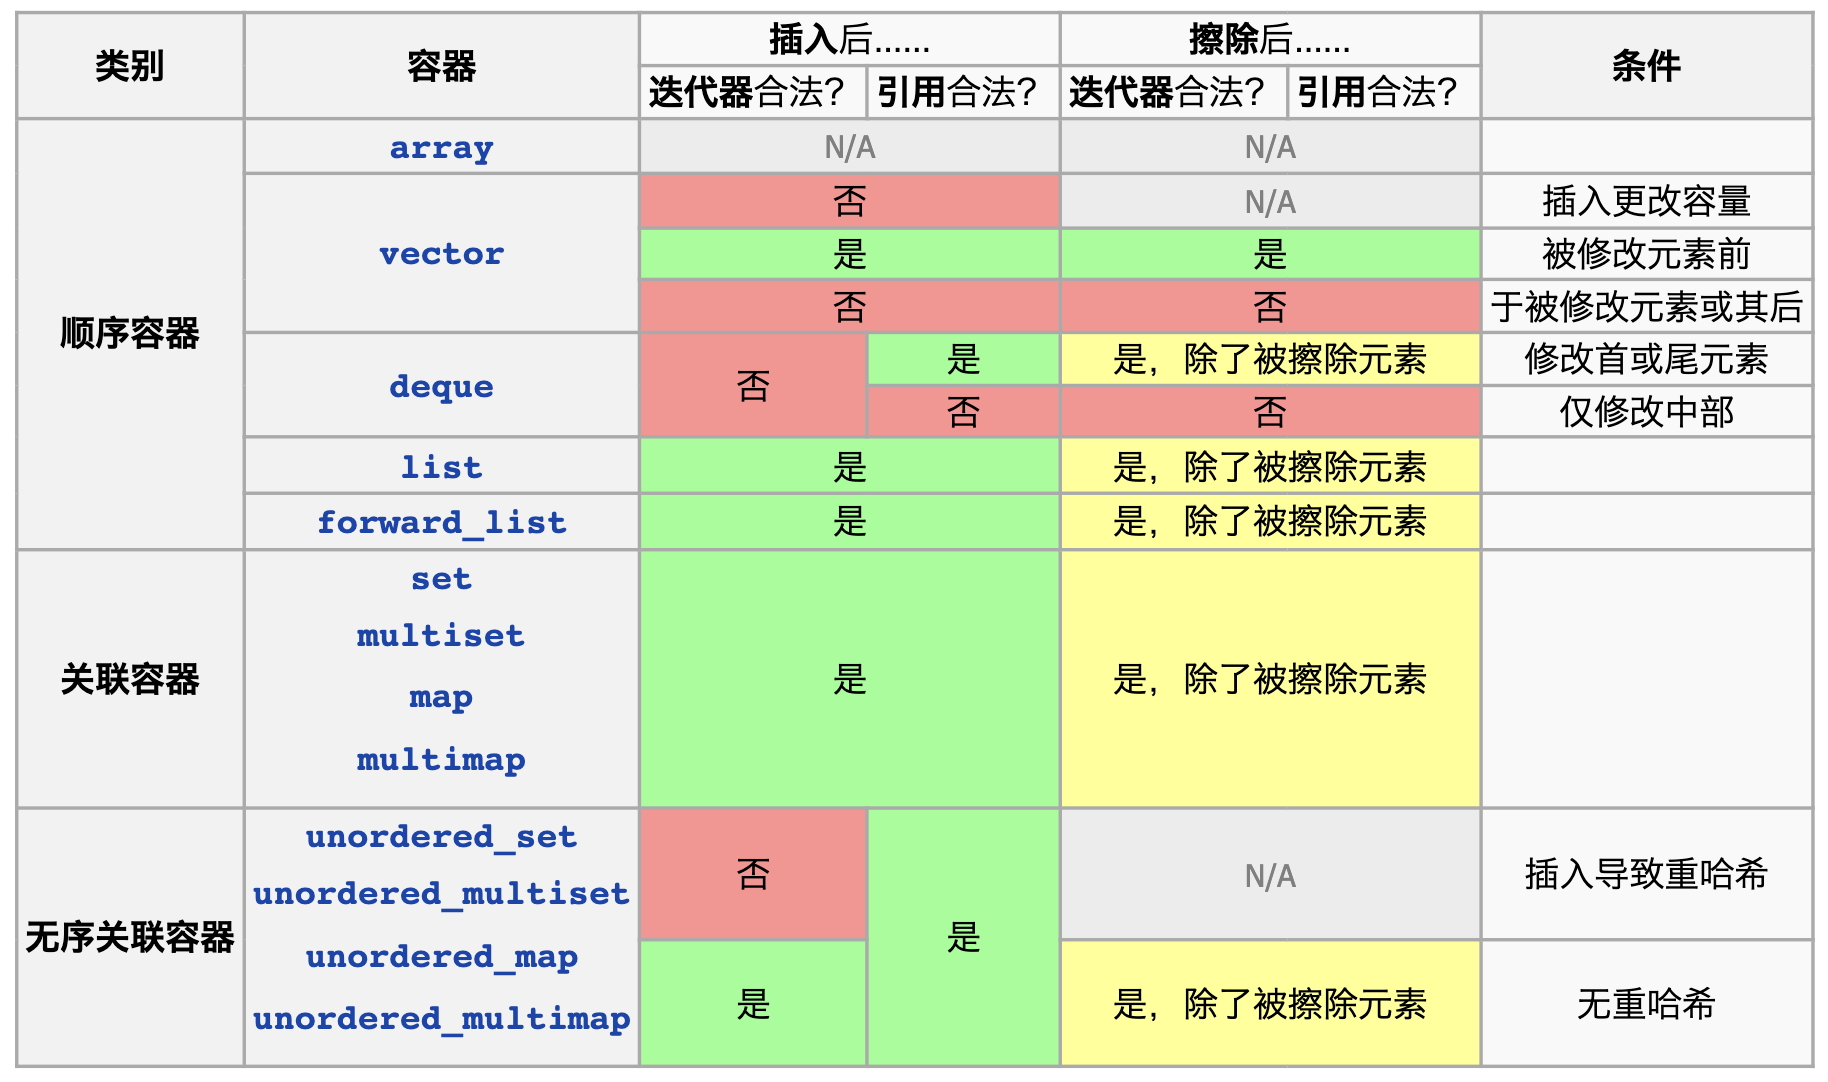 类别 容器 插入后…… 擦除后…… 条件
迭代器合法? 引用合法? 迭代器合法? 引用合法?
顺序容器 array N/A N/A
vector 否 N/A 插入更改容量
是 是 被修改元素前
否 否 于被修改元素或其后
deque 否 是 是，除了被擦除元素 修改首或尾元素
否 否 仅修改中部
list 是 是，除了被擦除元素
forward_list 是 是，除了被擦除元素
关联容器 set
multiset
map
multimap
是 是，除了被擦除元素
无序关联容器 unordered_set
unordered_multiset
unordered_map
unordered_multimap
否 是 N/A 插入导致重哈希
是 是，除了被擦除元素 无重哈希